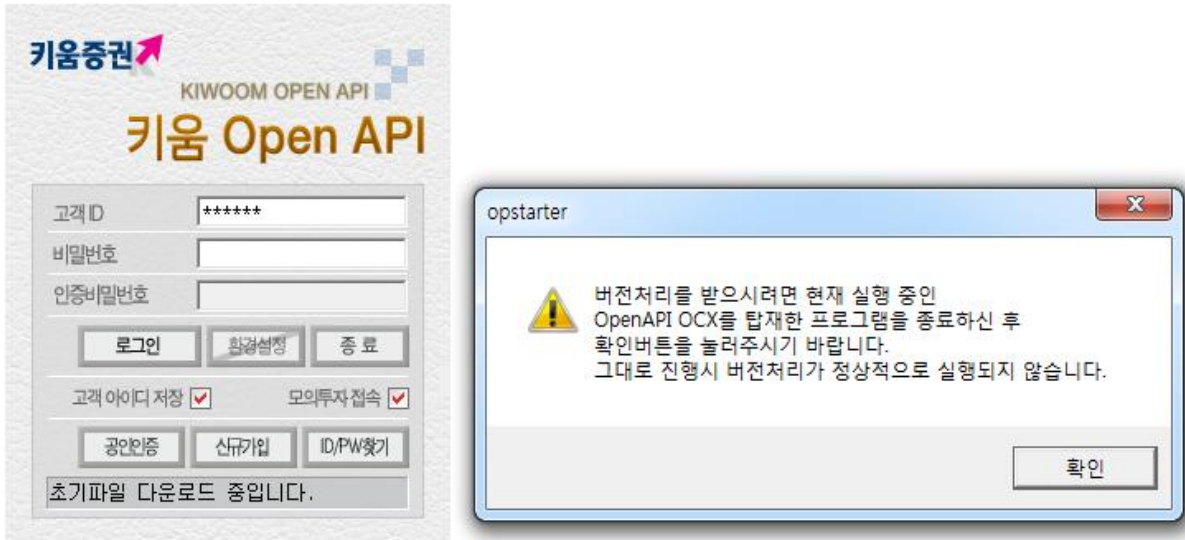 키움증권
KIWOOM OPEN API
키움 Open API
고객 ID ******
비밀번호
인증비밀번호
로그인 환경설정 종 료
고객 아이디 저장 모의투자 접속
공인인증 신규가입 ID/PW찾기
초기파일 다운로드 중입니다.
opstarter
버전처리를 받으시려면 현재 실행 중인
OpenAPI OCX를 탑재한 프로그램을 종료하신 후
확인버튼을 눌러주시기 바랍니다.
그대로 진행시 버전처리가 정상적으로 실행되지 않습니다.
확인